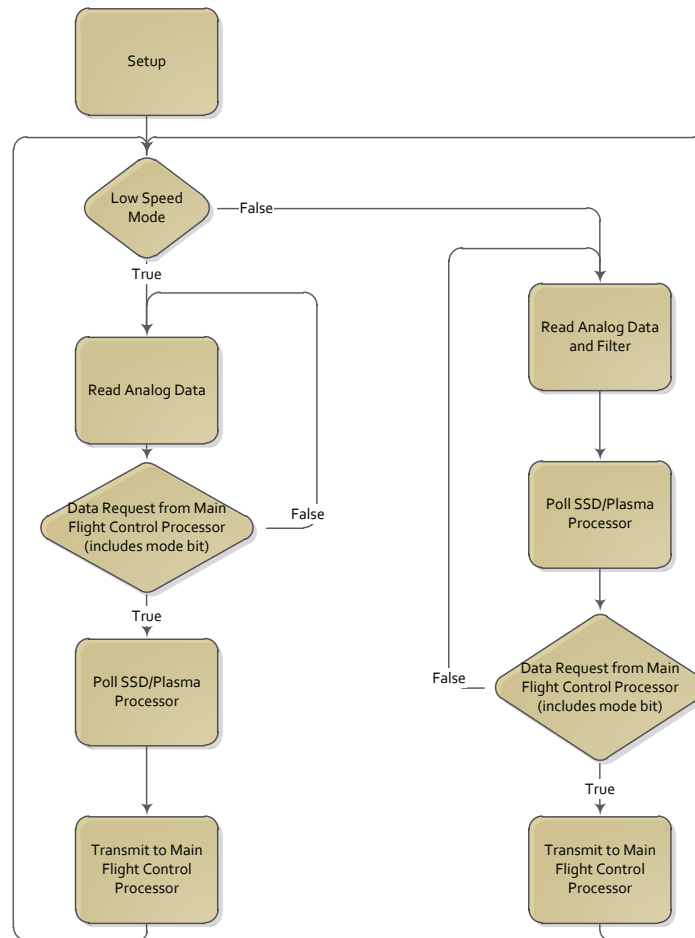 Setup
Low Speed
Mode
False
True
Read Analog Data
Data Request from Main
Flight Control Processor
(includes mode bit)
False
True
Poll SSD/Plasma
Processor
Transmit to Main
Flight Control
Processor
Read Analog Data
and Filter
Poll SSD/Plasma
Processor
Data Request from Main
Flight Control Processor
(includes mode bit)
False
True
Transmit to Main
Flight Control
Processor